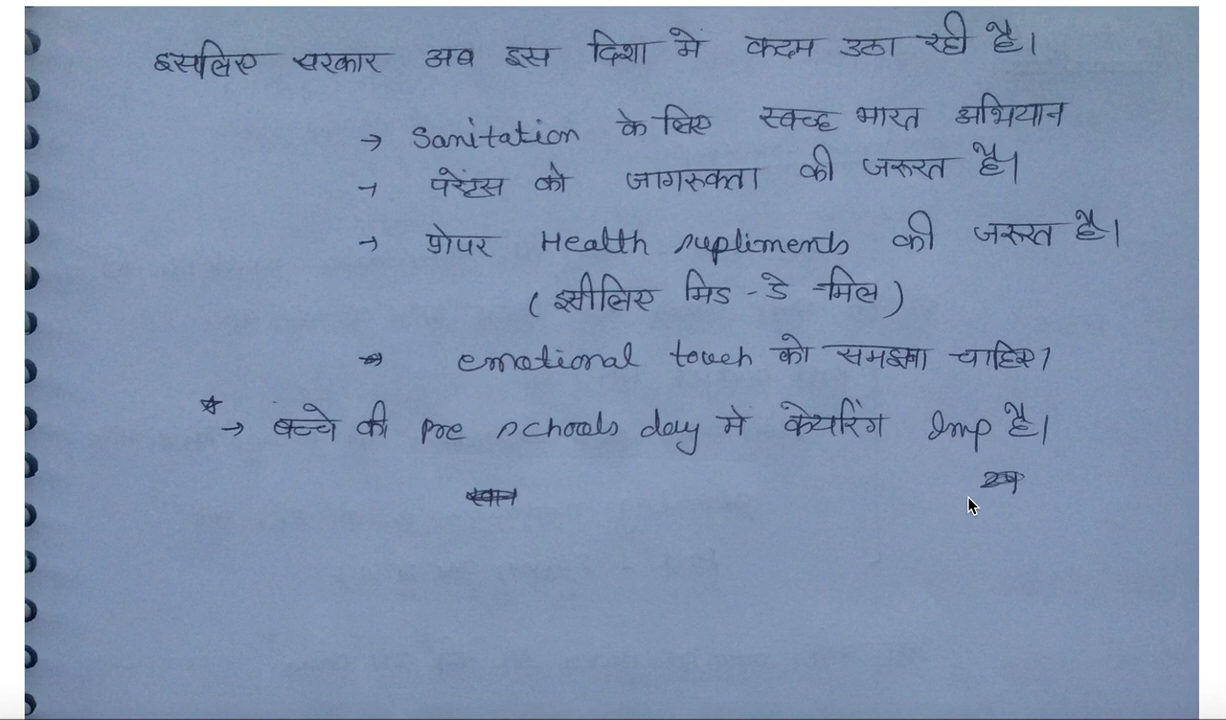 इसलिए सरकार अब इस दिशा में कदम उठा रही है।
→ Sanitation के लिए स्वच्छ भारत अभियान
→ पेरेंट्स को जागरुकता की जरूरत है।
→ प्रोपर Health supliments की जरूरत है।
(इसीलिए मिड-डे-मिल)
→ emotional touch को समझना चाहिए।
☆→ बच्चे की pre schools day में केयरिंग Imp है।